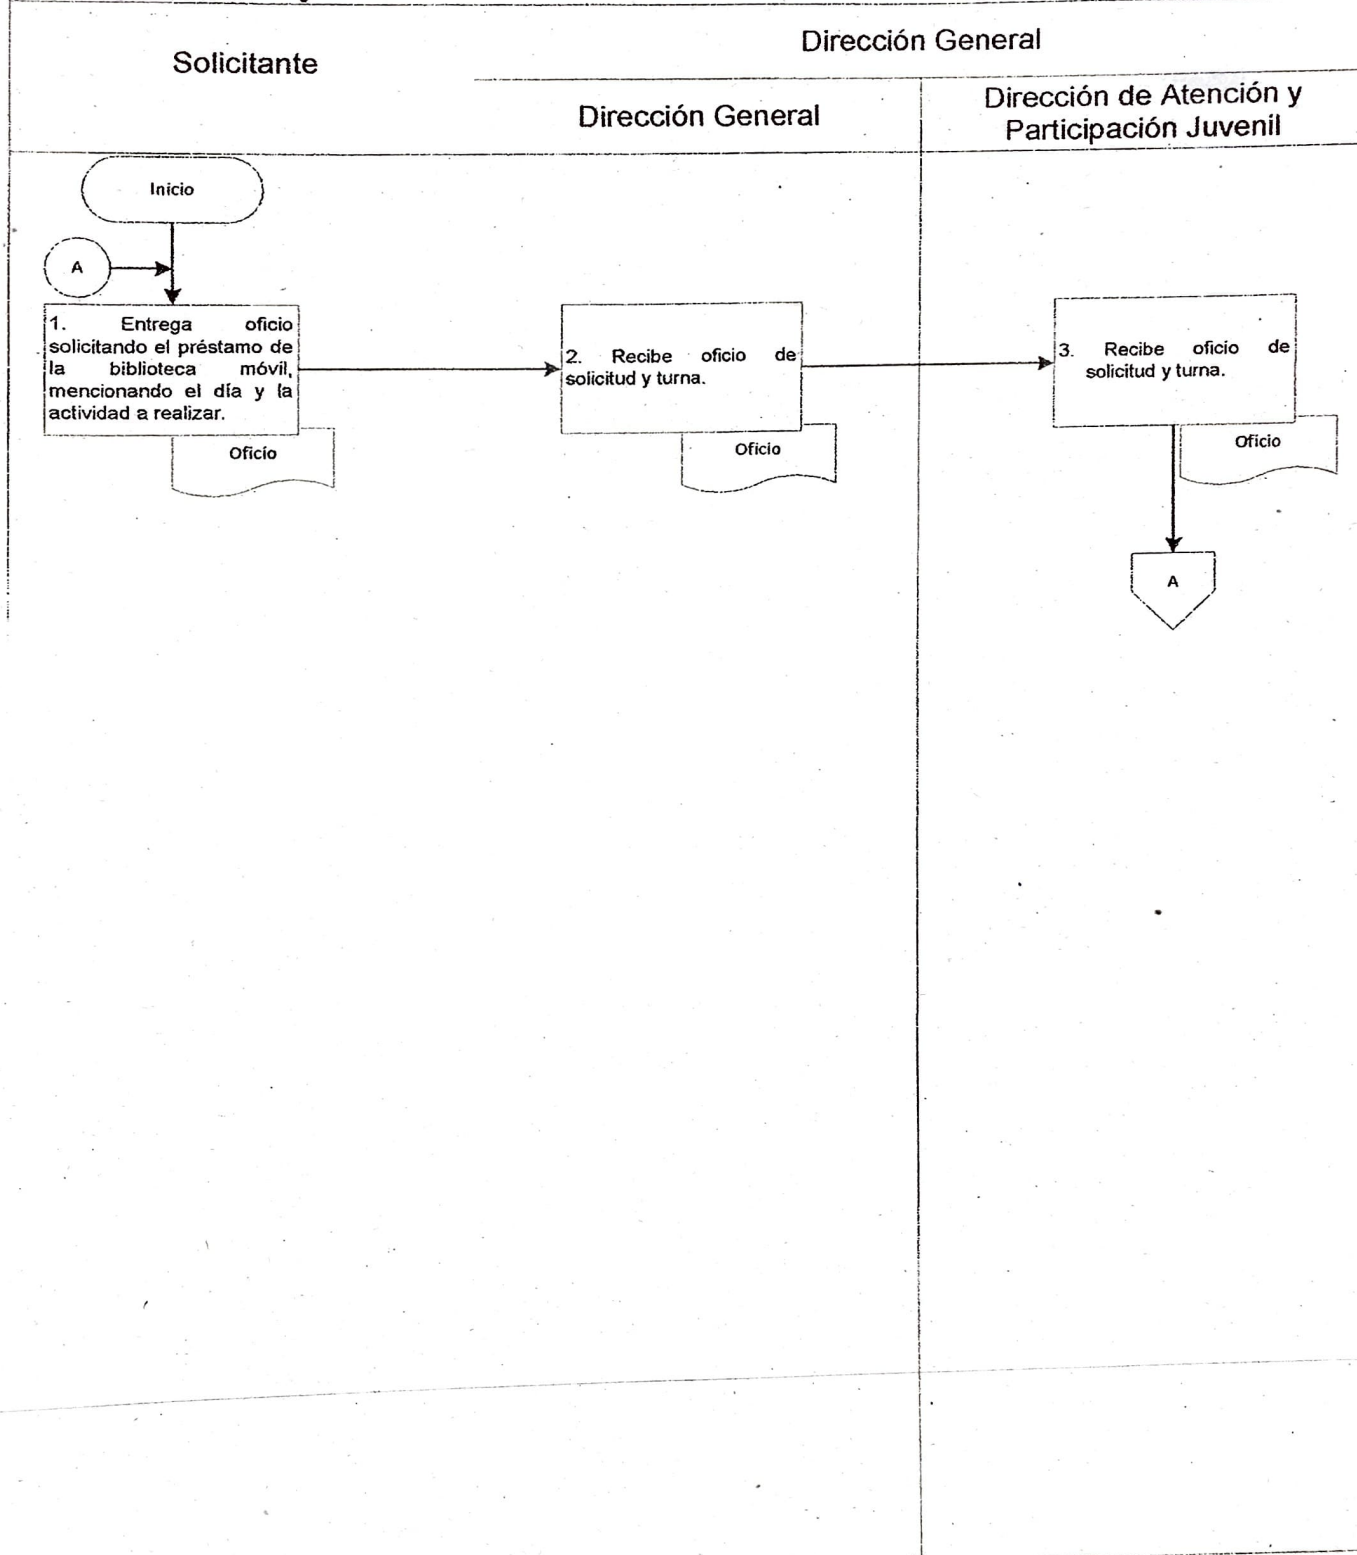 Solicitante
Dirección General
Dirección General
Dirección de Atención y
Participación Juvenil
Inicio
A
1. Entrega oficio
solicitando el préstamo de
la biblioteca móvil,
mencionando el día y la
actividad a realizar.
Oficio
2. Recibe oficio de
solicitud y turna.
Oficio
3. Recibe oficio de
solicitud y turna.
Oficio
A